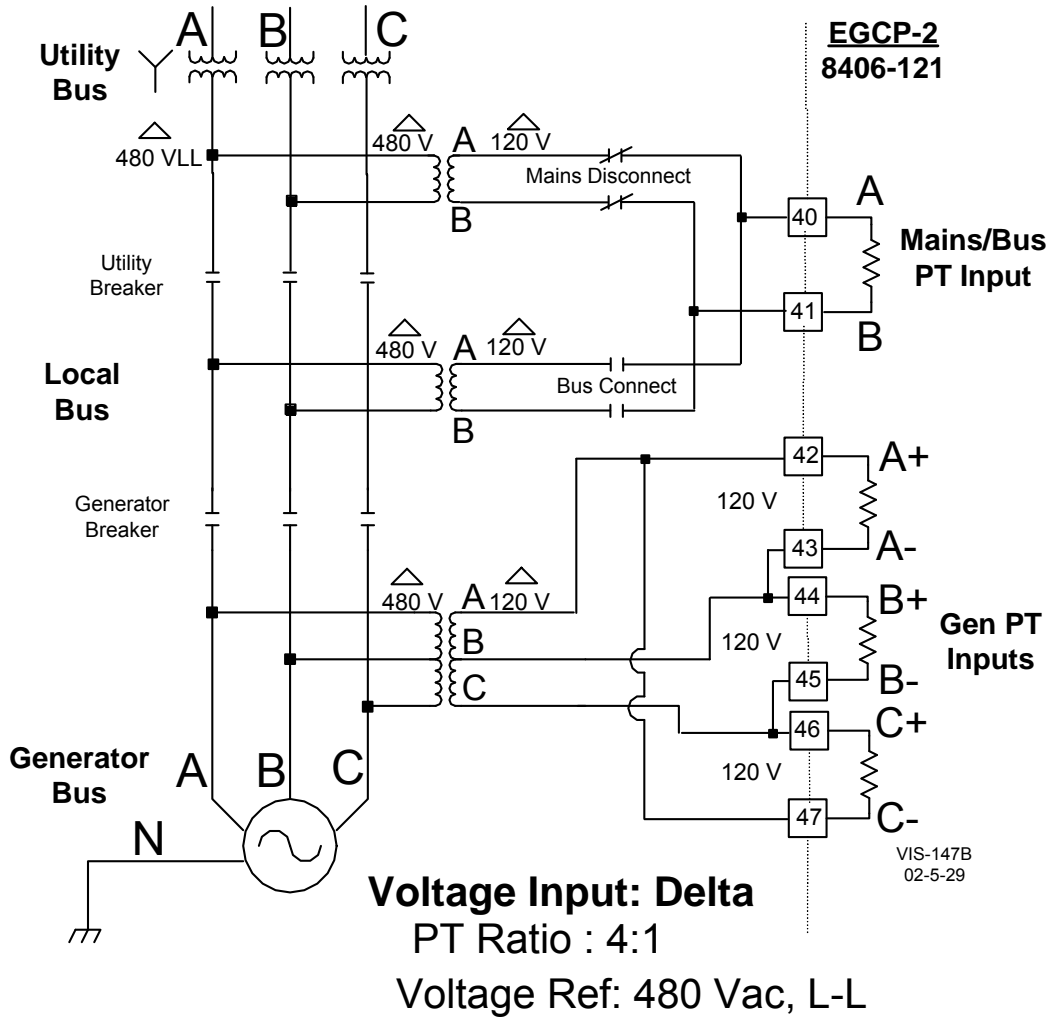 A B C
Utility
Bus
EGCP-2
8406-121
480 VLL
480 V
A
120 V
Mains Disconnect
B
40
A
Mains/Bus
PT Input
41
B
Utility
Breaker
480 V
A
120 V
Bus Connect
B
Local
Bus
42
A+
120 V
43
A-
Generator
Breaker
480 V
A
120 V
B
C
44
B+
120 V
45
B-
Gen PT
Inputs
46
C+
120 V
47
C-
Generator
Bus
A B C
N
VIS-147B
02-5-29
Voltage Input: Delta
PT Ratio : 4:1
Voltage Ref: 480 Vac, L-L